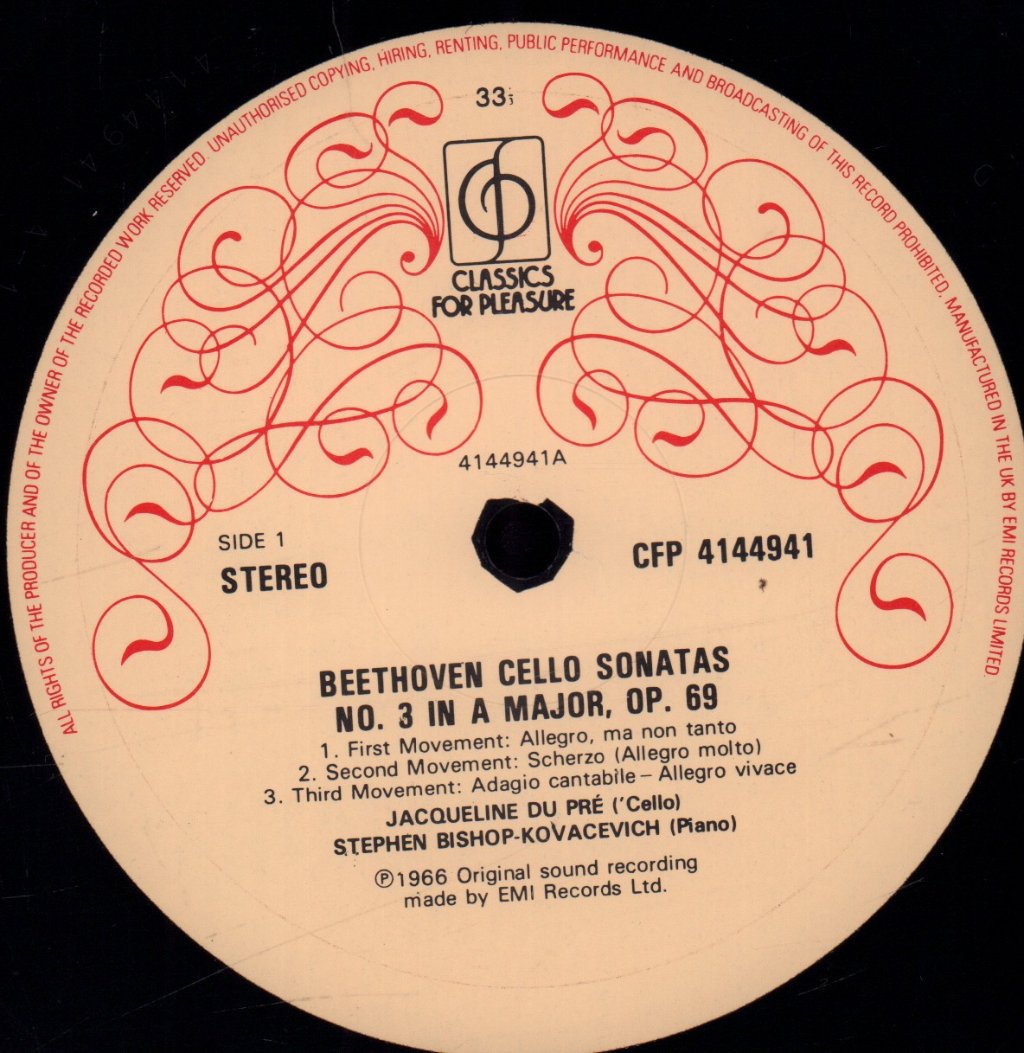 ALL RIGHTS OF THE PRODUCER AND OF THE OWNER OF THE RECORDED WORK RESERVED. UNAUTHORISED COPYING, HIRING, RENTING, PUBLIC PERFORMANCE AND BROADCASTING OF THIS RECORD PROHIBITED. MANUFACTURED IN THE UK BY EMI RECORDS LIMITED.
33⅓
CLASSICS
FOR PLEASURE
4144941A
SIDE 1
STEREO
CFP 4144941
BEETHOVEN CELLO SONATAS
NO. 3 IN A MAJOR, OP. 69
1. First Movement: Allegro, ma non tanto
2. Second Movement: Scherzo (Allegro molto)
3. Third Movement: Adagio cantabile – Allegro vivace
JACQUELINE DU PRÉ ('Cello)
STEPHEN BISHOP-KOVACEVICH (Piano)
℗1966 Original sound recording
made by EMI Records Ltd.